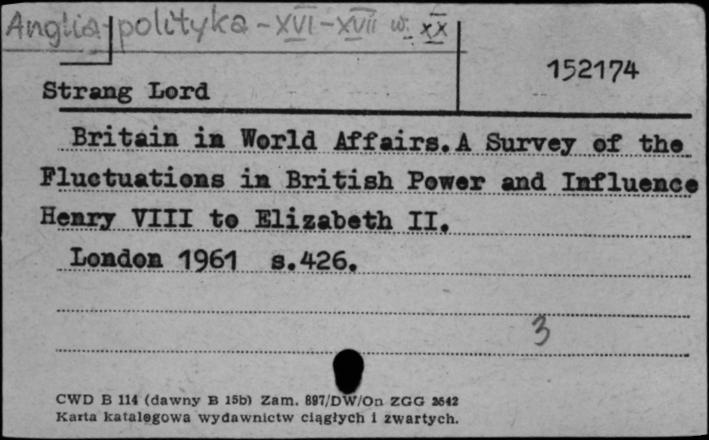 Anglia-polityka - XVI - XVII w. XX
152174
Strang Lord
Britain in World Affairs.A Survey of the
Fluctuations in British Power and Influence
Henry VIII to Elizabeth II.
London 1961 s.426.
3
CWD B 114 (dawny B 15b) Zam. 897/DW/On ZGG 2642
Karta katalogowa wydawnictw ciągłych i zwartych.